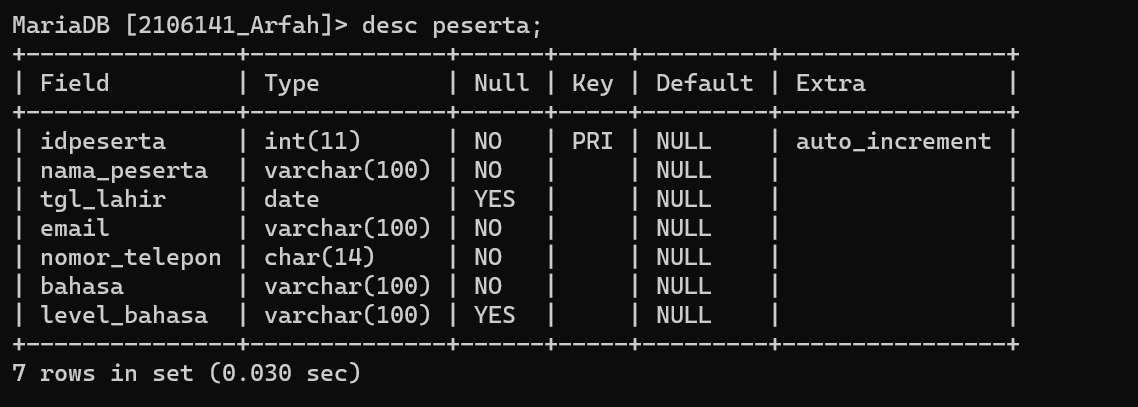 MariaDB [2106141_Arfah]> desc peserta;
+---------------+--------------+------+-----+---------+----------------+
| Field         | Type         | Null | Key | Default | Extra          |
+---------------+--------------+------+-----+---------+----------------+
| idpeserta     | int(11)      | NO   | PRI | NULL    | auto_increment |
| nama_peserta  | varchar(100) | NO   |     | NULL    |                |
| tgl_lahir     | date         | YES  |     | NULL    |                |
| email         | varchar(100) | NO   |     | NULL    |                |
| nomor_telepon | char(14)     | NO   |     | NULL    |                |
| bahasa        | varchar(100) | NO   |     | NULL    |                |
| level_bahasa  | varchar(100) | YES  |     | NULL    |                |
+---------------+--------------+------+-----+---------+----------------+
7 rows in set (0.030 sec)